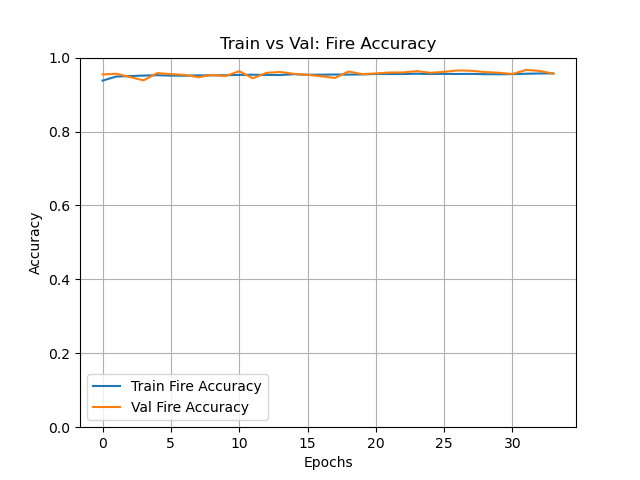 Train vs Val: Fire Accuracy
1.0
0.8
0.6
0.4
0.2
0.0
Accuracy
Train Fire Accuracy
Val Fire Accuracy
0 5 10 15 20 25 30
Epochs